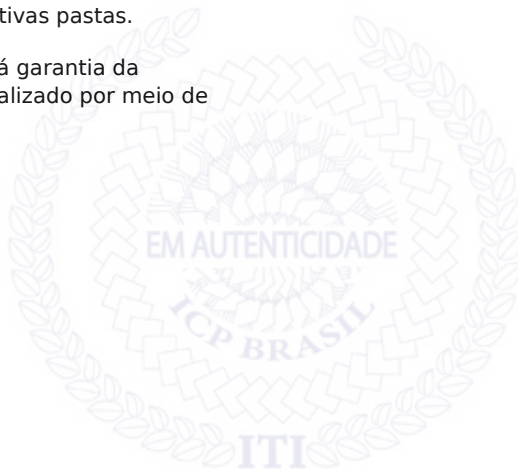 tivas pastas.
á garantia da
alizado por meio de
EM AUTENTICIDADE
ICP BRASIL
ITI